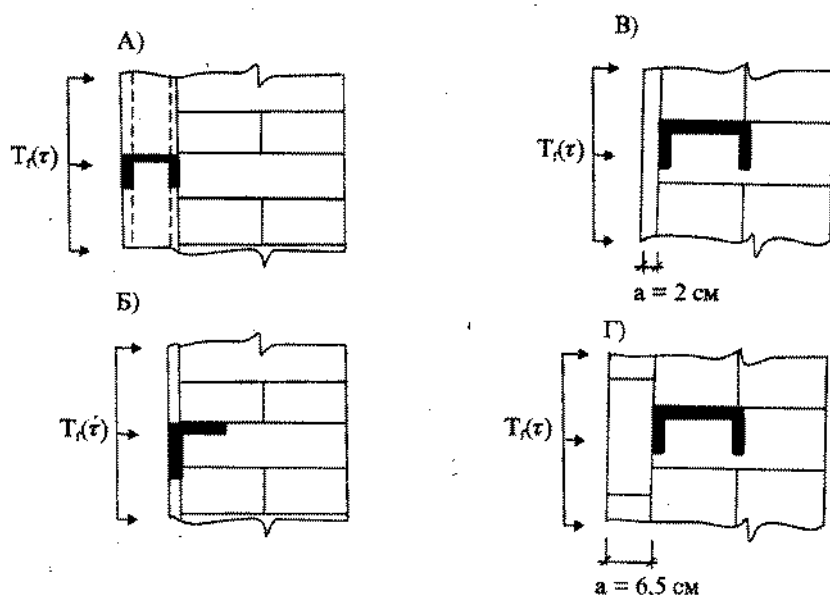 А)
T_f(τ)
В)
T_f(τ)
a = 2 см
Б)
T_f(τ)
Г)
T_f(τ)
a = 6,5 см